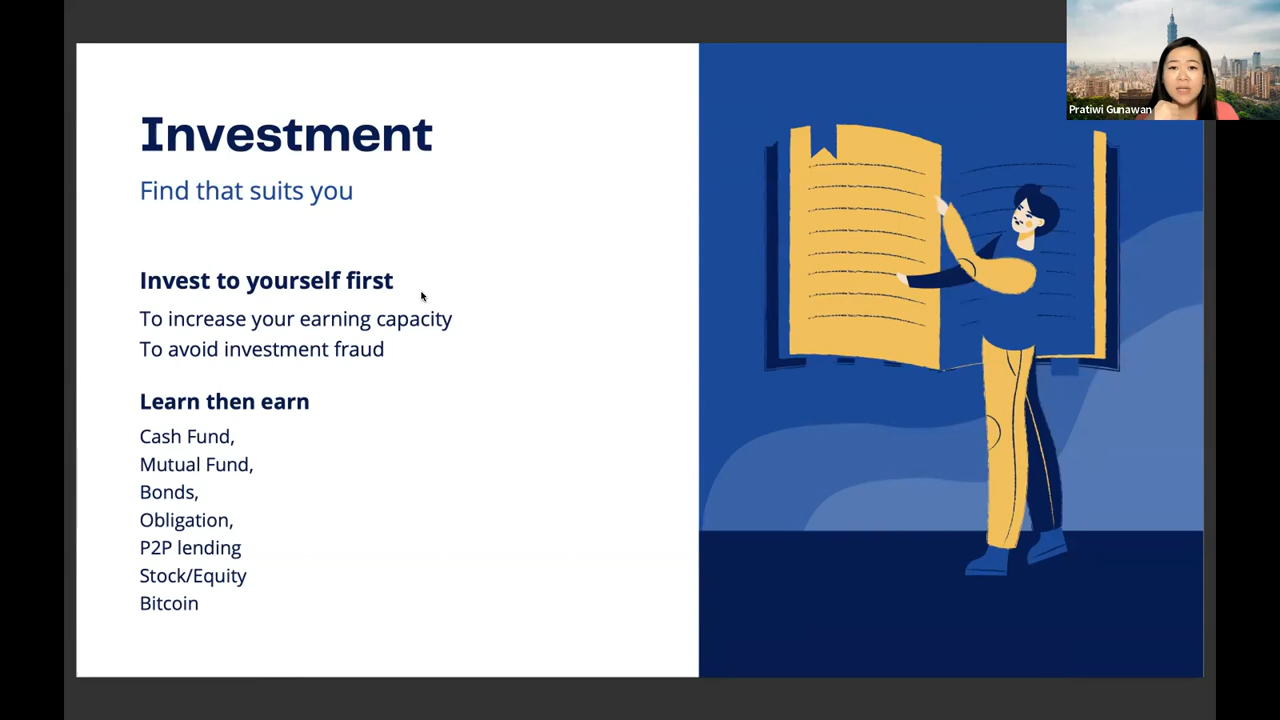 Investment
Find that suits you
Invest to yourself first
To increase your earning capacity
To avoid investment fraud
Learn then earn
Cash Fund,
Mutual Fund,
Bonds,
Obligation,
P2P lending
Stock/Equity
Bitcoin
Pratiwi Gunawan